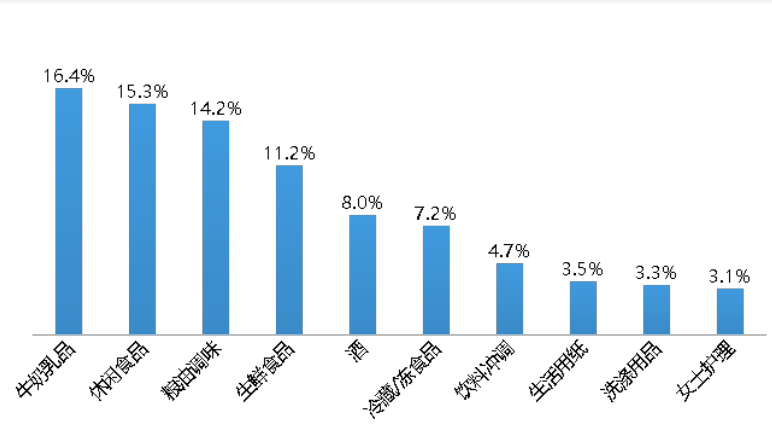 16.4%
15.3%
14.2%
11.2%
8.0%
7.2%
4.7%
3.5%
3.3%
3.1%
牛奶乳品
休闲食品
粮油调味
生鲜食品
酒
冷藏/冻食品
饮料冲调
生活用纸
洗涤用品
女士护理